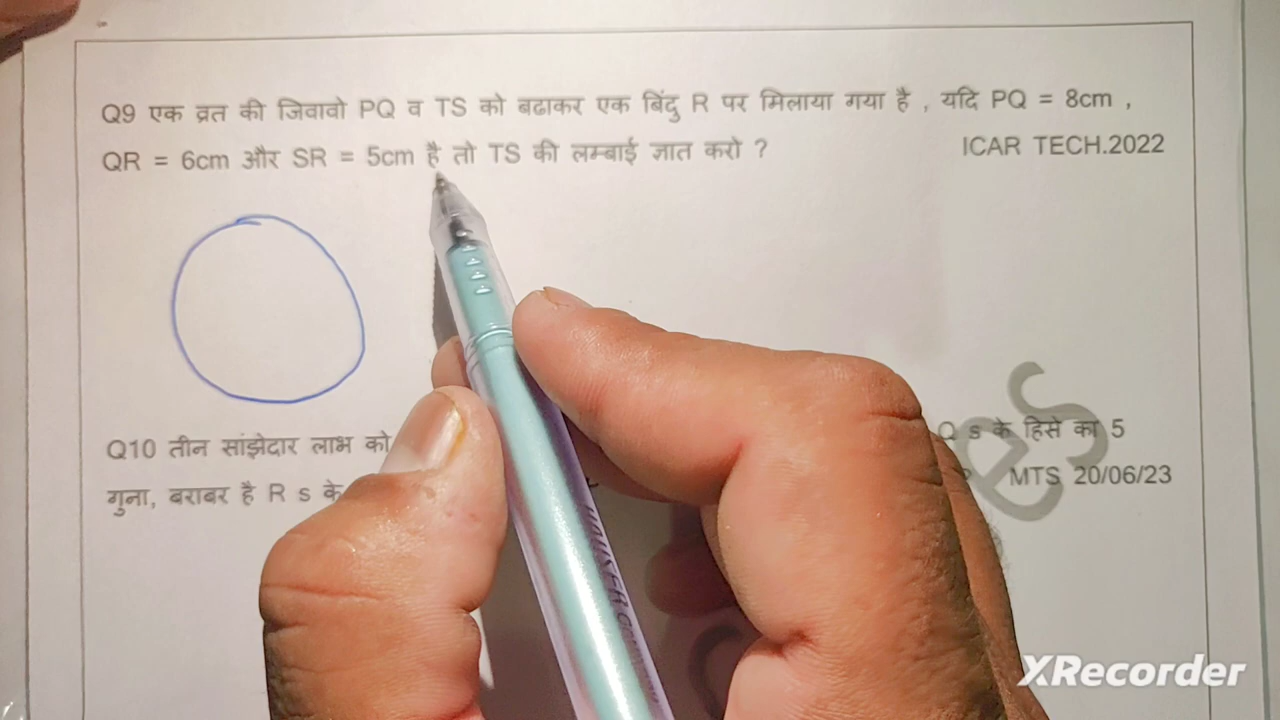 Q9 एक व्रत की जिवावो PQ व TS को बढाकर एक बिंदु R पर मिलाया गया है , यदि PQ = 8cm ,
QR = 6cm और SR = 5cm है तो TS की लम्बाई ज्ञात करो ? ICAR TECH.2022
Q10 तीन सांझेदार लाभ को Q s के हिसे का 5
गुना, बराबर है R s के MTS 20/06/23
XRecorder